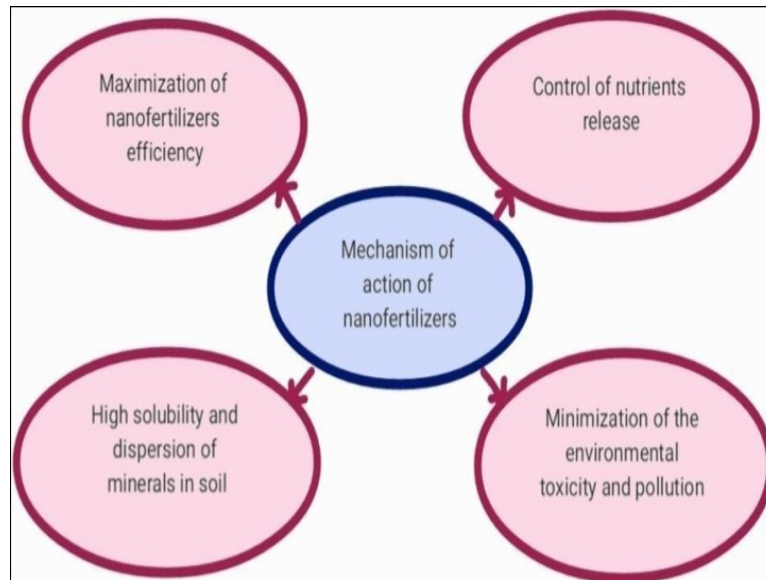 Maximization of
nanofertilizers
efficiency
Control of nutrients
release
Mechanism of
action of
nanofertilizers
High solubility and
dispersion of
minerals in soil
Minimization of the
environmental
toxicity and pollution